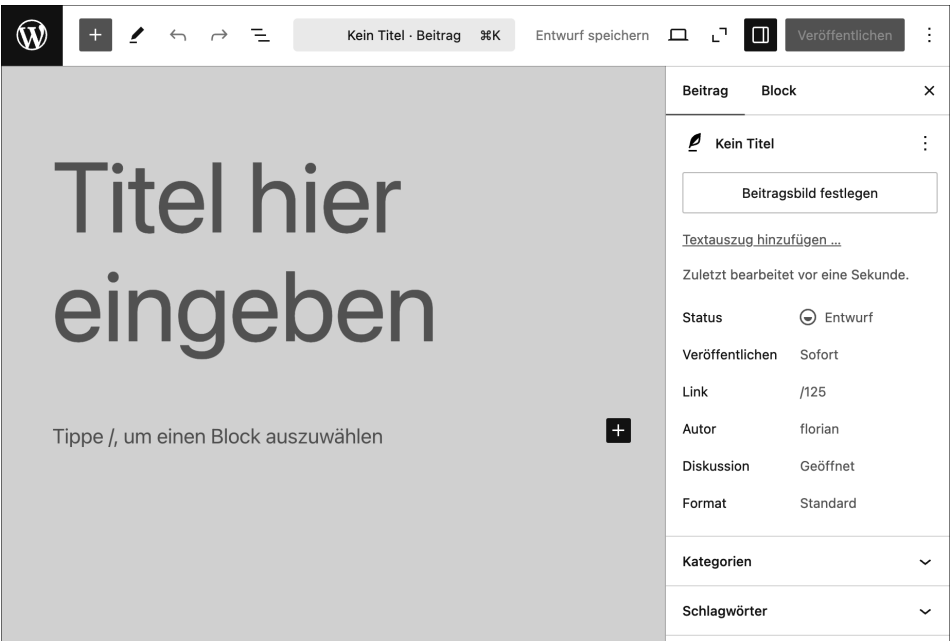 Kein Titel · Beitrag ⌘K
Entwurf speichern
Veröffentlichen
Titel hier
eingeben
Tippe /, um einen Block auszuwählen
Beitrag
Block
Kein Titel
Beitragsbild festlegen
Textauszug hinzufügen ...
Zuletzt bearbeitet vor eine Sekunde.
Status Entwurf
Veröffentlichen Sofort
Link /125
Autor florian
Diskussion Geöffnet
Format Standard
Kategorien
Schlagwörter